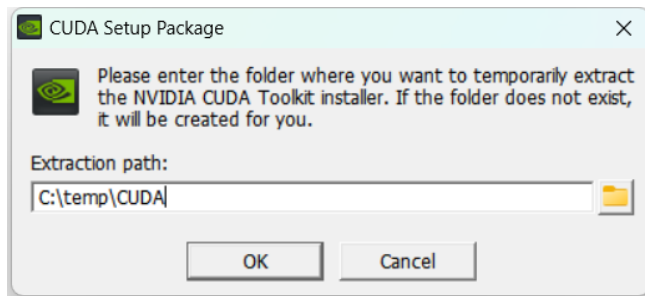 CUDA Setup Package
Please enter the folder where you want to temporarily extract
the NVIDIA CUDA Toolkit installer. If the folder does not exist,
it will be created for you.
Extraction path:
C:\temp\CUDA
OK Cancel